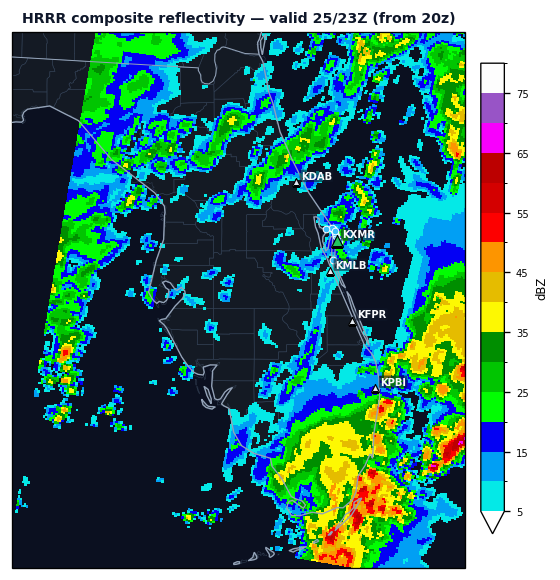 HRRR composite reflectivity — valid 25/23Z (from 20z)
KDAB
KXMR
KMLB
KFPR
KPBI
75
65
55
45
35
25
15
5
dBZ